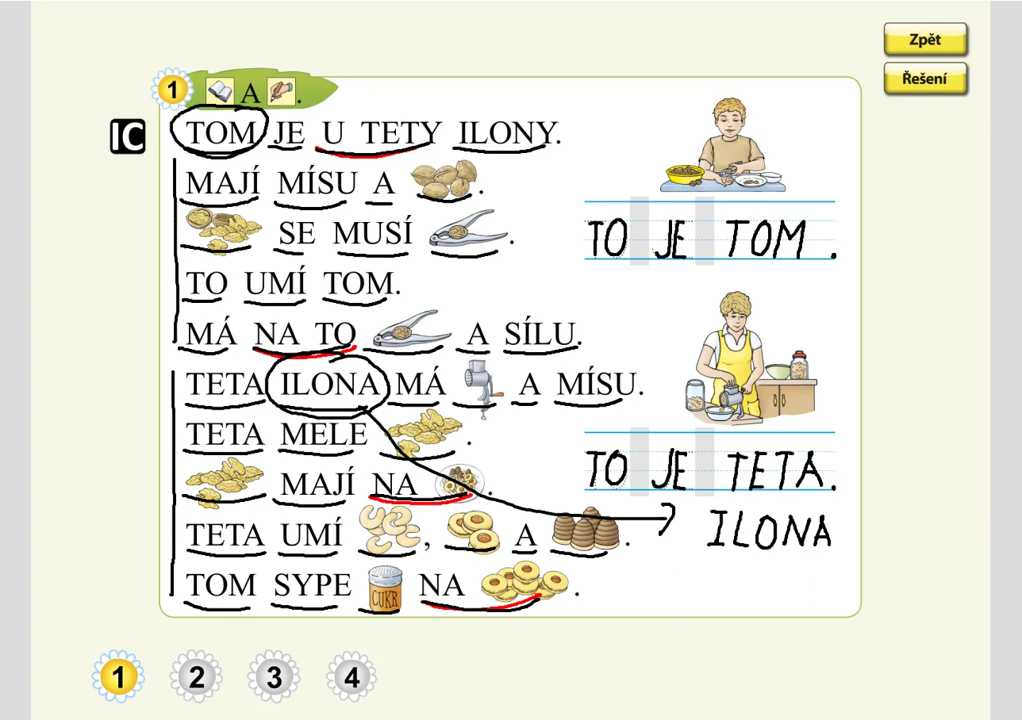 Zpět
Řešení
1 A .
IC
TOM JE U TETY ILONY.
MAJÍ MÍSU A .
SE MUSÍ .
TO UMÍ TOM.
MÁ NA TO A SÍLU.
TETA ILONA MÁ A MÍSU.
TETA MELE .
MAJÍ NA .
TETA UMÍ , A .
TOM SYPE CUKR NA .
TO JE TOM .
TO JE TETA.
ILONA
1 2 3 4